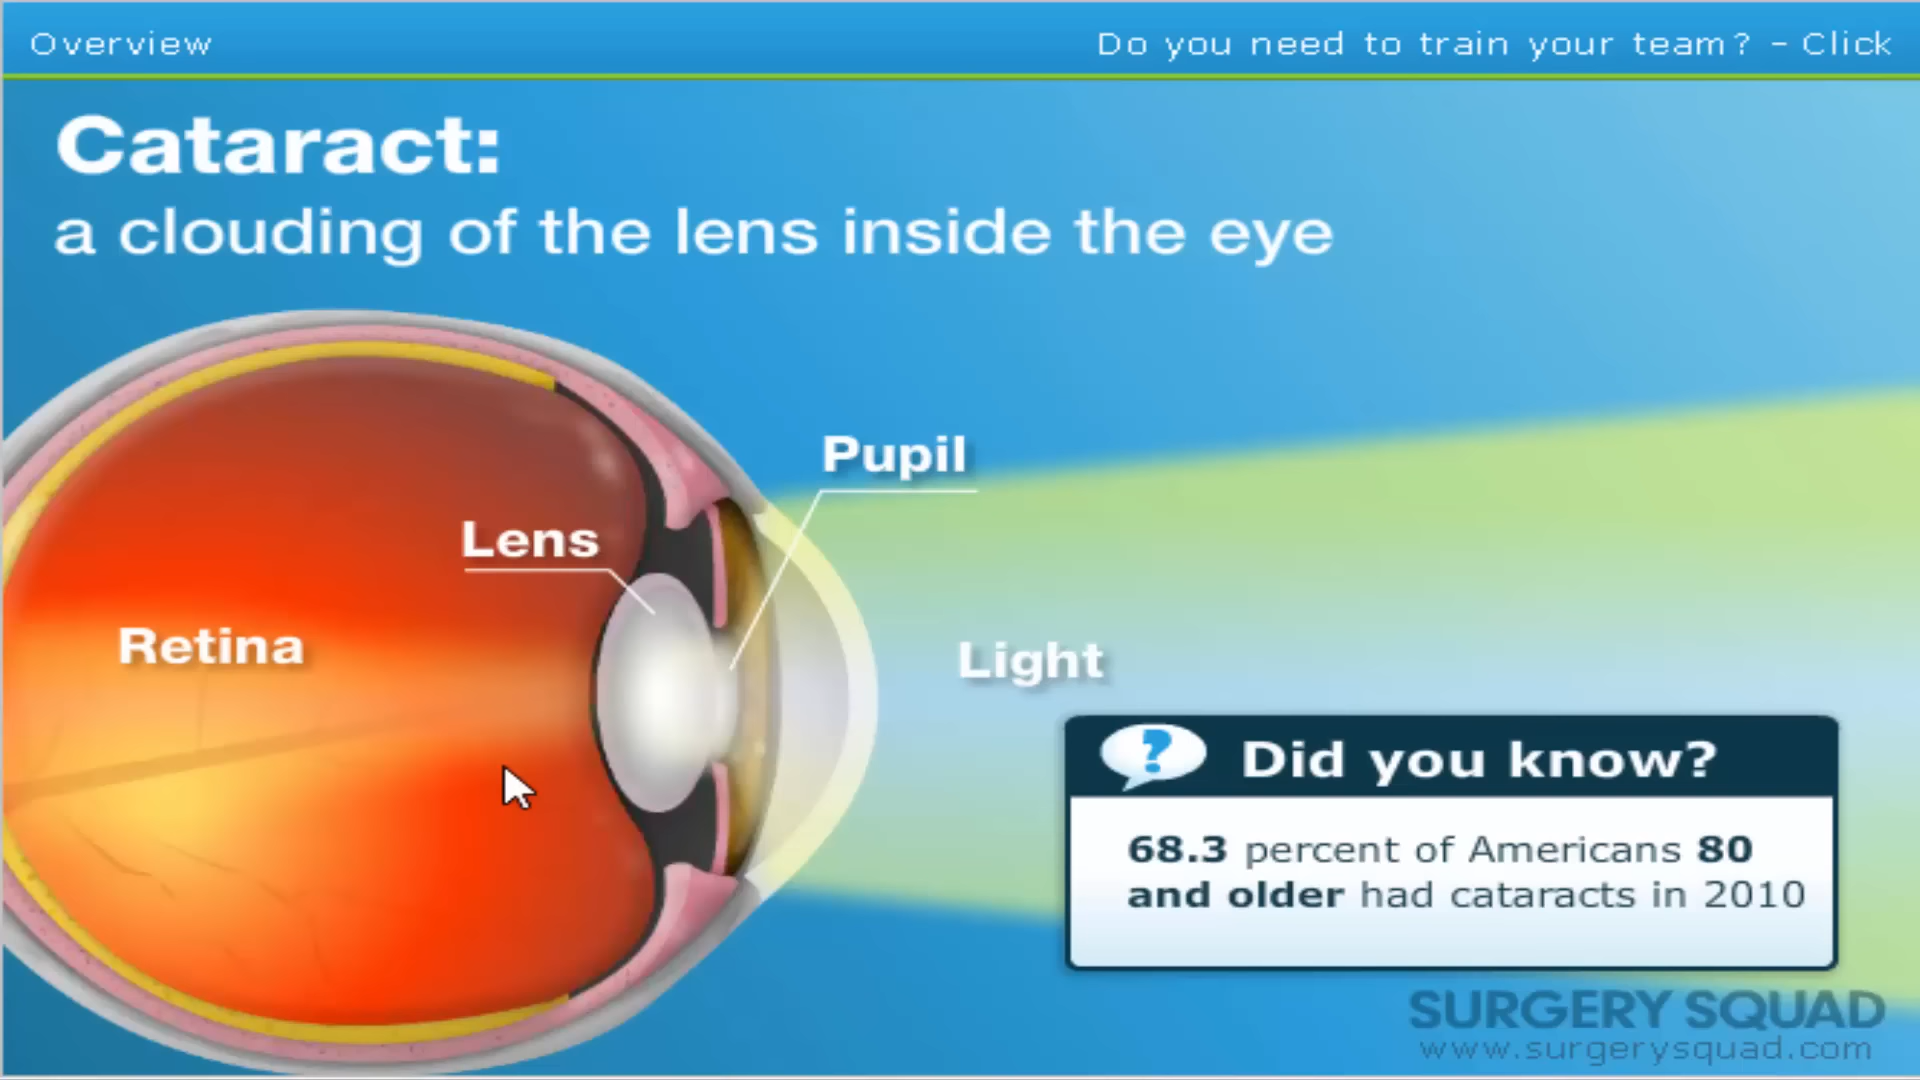 Overview
Do you need to train your team? - Click
Cataract:
a clouding of the lens inside the eye
Pupil
Lens
Retina
Light
? Did you know?
68.3 percent of Americans 80
and older had cataracts in 2010
SURGERY SQUAD
www.surgerysquad.com